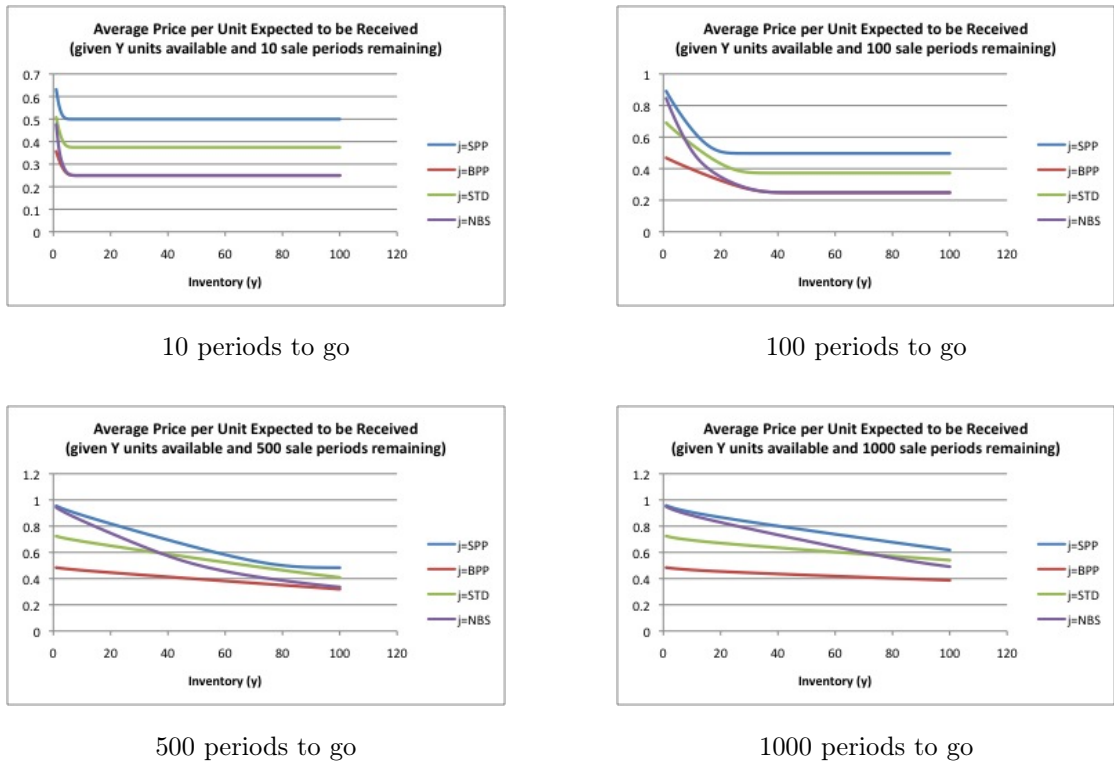 Average Price per Unit Expected to be Received
(given Y units available and 10 sale periods remaining)
0.7
0.6
0.5
0.4
0.3
0.2
0.1
0
0 20 40 60 80 100 120
Inventory (y)
j=SPP
j=BPP
j=STD
j=NBS
10 periods to go
Average Price per Unit Expected to be Received
(given Y units available and 100 sale periods remaining)
1
0.8
0.6
0.4
0.2
0
0 20 40 60 80 100 120
Inventory (y)
j=SPP
j=BPP
j=STD
j=NBS
100 periods to go
Average Price per Unit Expected to be Received
(given Y units available and 500 sale periods remaining)
1.2
1
0.8
0.6
0.4
0.2
0
0 20 40 60 80 100 120
Inventory (y)
j=SPP
j=BPP
j=STD
j=NBS
500 periods to go
Average Price per Unit Expected to be Received
(given Y units available and 1000 sale periods remaining)
1.2
1
0.8
0.6
0.4
0.2
0
0 20 40 60 80 100 120
Inventory (y)
j=SPP
j=BPP
j=STD
j=NBS
1000 periods to go